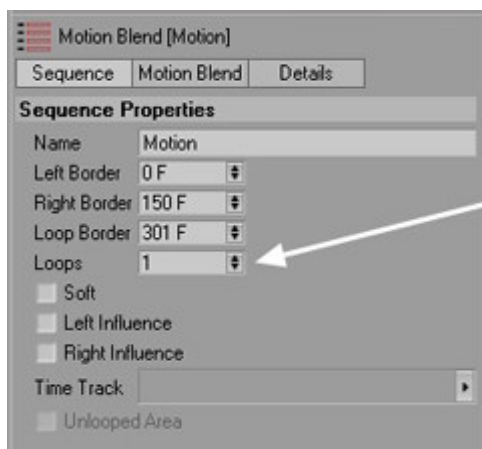 Motion Blend [Motion]
Sequence Motion Blend Details
Sequence Properties
Name Motion
Left Border 0 F
Right Border 150 F
Loop Border 301 F
Loops 1
Soft
Left Influence
Right Influence
Time Track
Unlooped Area